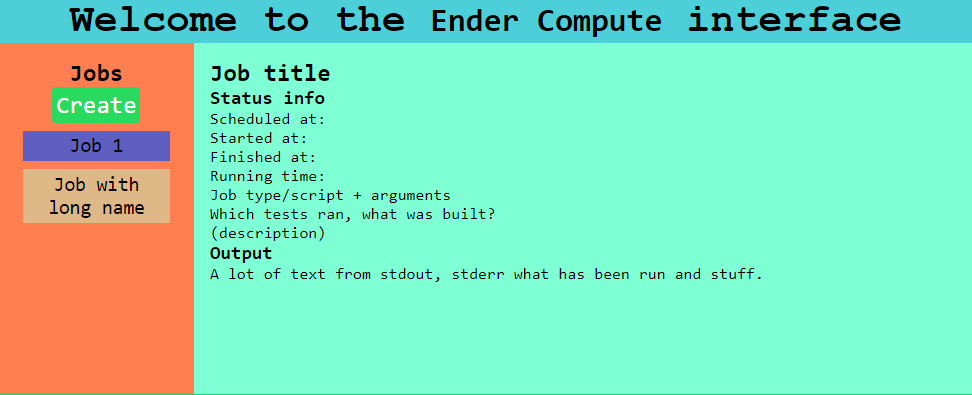 Welcome to the Ender Compute interface
Jobs
Create
Job 1
Job with
long name
Job title
Status info
Scheduled at:
Started at:
Finished at:
Running time:
Job type/script + arguments
Which tests ran, what was built?
(description)
Output
A lot of text from stdout, stderr what has been run and stuff.